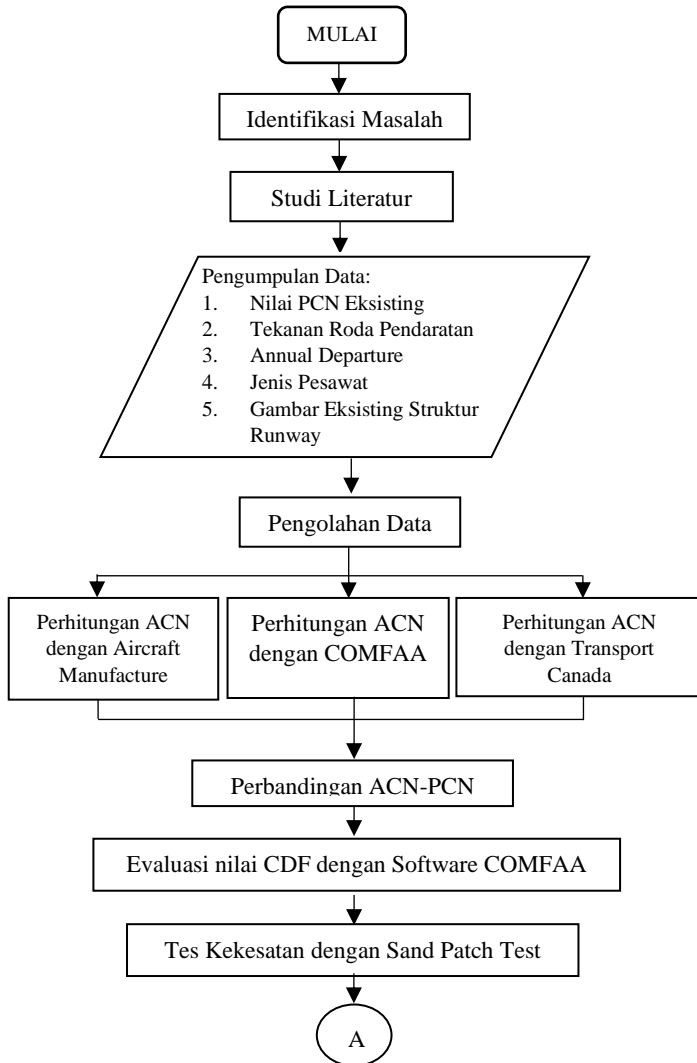 MULAI
Identifikasi Masalah
Studi Literatur
Pengumpulan Data:
1. Nilai PCN Eksisting
2. Tekanan Roda Pendaratan
3. Annual Departure
4. Jenis Pesawat
5. Gambar Eksisting Struktur
Runway
Pengolahan Data
Perhitungan ACN
dengan Aircraft
Manufacture
Perhitungan ACN
dengan COMFAA
Perhitungan ACN
dengan Transport
Canada
Perbandingan ACN-PCN
Evaluasi nilai CDF dengan Software COMFAA
Tes Kekesatan dengan Sand Patch Test
A